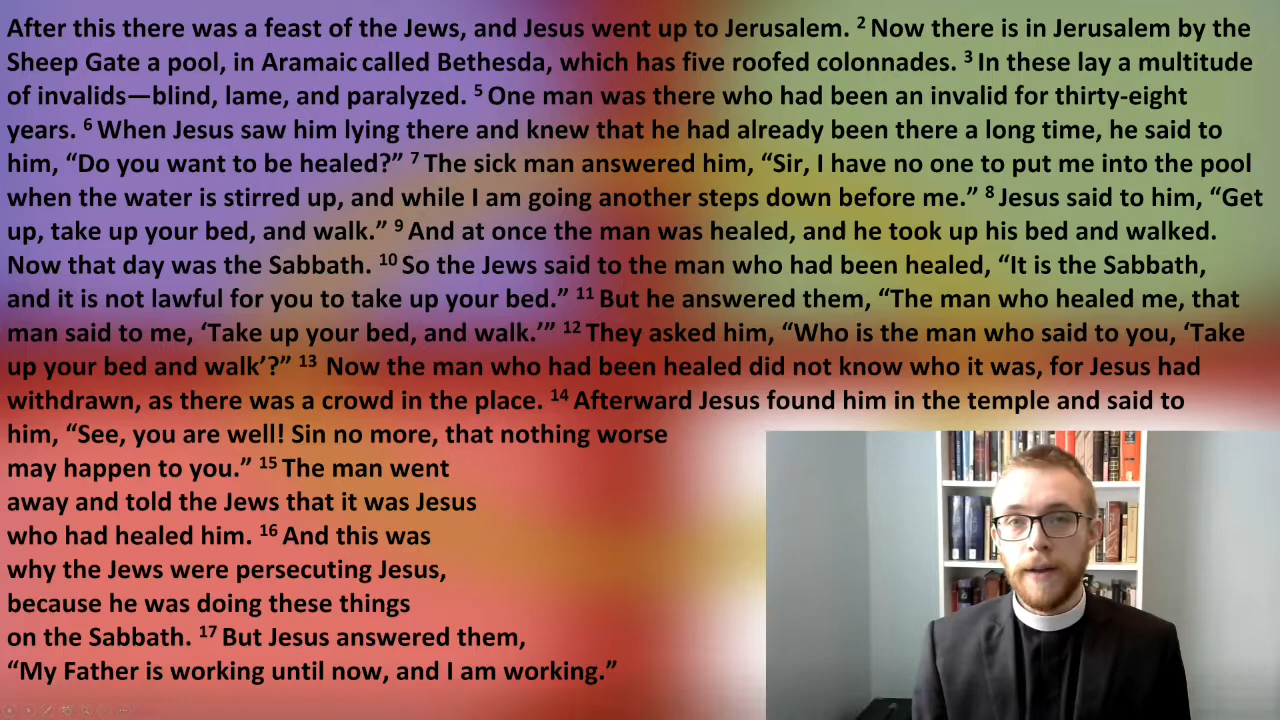 After this there was a feast of the Jews, and Jesus went up to Jerusalem. 2 Now there is in Jerusalem by the
Sheep Gate a pool, in Aramaic called Bethesda, which has five roofed colonnades. 3 In these lay a multitude
of invalids—blind, lame, and paralyzed. 5 One man was there who had been an invalid for thirty-eight
years. 6 When Jesus saw him lying there and knew that he had already been there a long time, he said to
him, “Do you want to be healed?” 7 The sick man answered him, “Sir, I have no one to put me into the pool
when the water is stirred up, and while I am going another steps down before me.” 8 Jesus said to him, “Get
up, take up your bed, and walk.” 9 And at once the man was healed, and he took up his bed and walked.
Now that day was the Sabbath. 10 So the Jews said to the man who had been healed, “It is the Sabbath,
and it is not lawful for you to take up your bed.” 11 But he answered them, “The man who healed me, that
man said to me, ‘Take up your bed, and walk.’” 12 They asked him, “Who is the man who said to you, ‘Take
up your bed and walk’?” 13 Now the man who had been healed did not know who it was, for Jesus had
withdrawn, as there was a crowd in the place. 14 Afterward Jesus found him in the temple and said to
him, “See, you are well! Sin no more, that nothing worse
may happen to you.” 15 The man went
away and told the Jews that it was Jesus
who had healed him. 16 And this was
why the Jews were persecuting Jesus,
because he was doing these things
on the Sabbath. 17 But Jesus answered them,
“My Father is working until now, and I am working.”